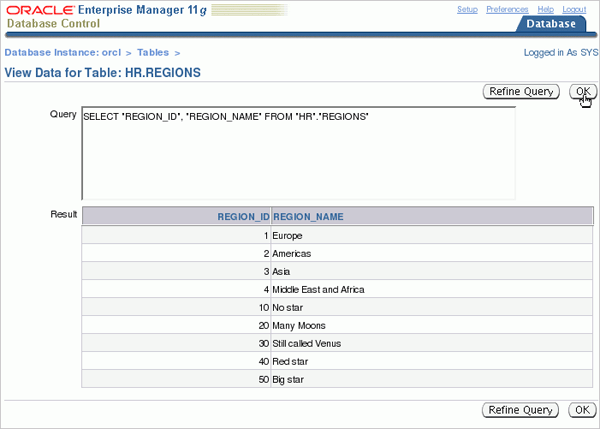 ORACLE Enterprise Manager 11g
Database Control
Setup Preferences Help Logout
Database
Database Instance: orcl > Tables >
Logged in As SYS
View Data for Table: HR.REGIONS
Refine Query OK
Query
SELECT "REGION_ID", "REGION_NAME" FROM "HR"."REGIONS"
Result
REGION_ID REGION_NAME
1 Europe
2 Americas
3 Asia
4 Middle East and Africa
10 No star
20 Many Moons
30 Still called Venus
40 Red star
50 Big star
Refine Query OK